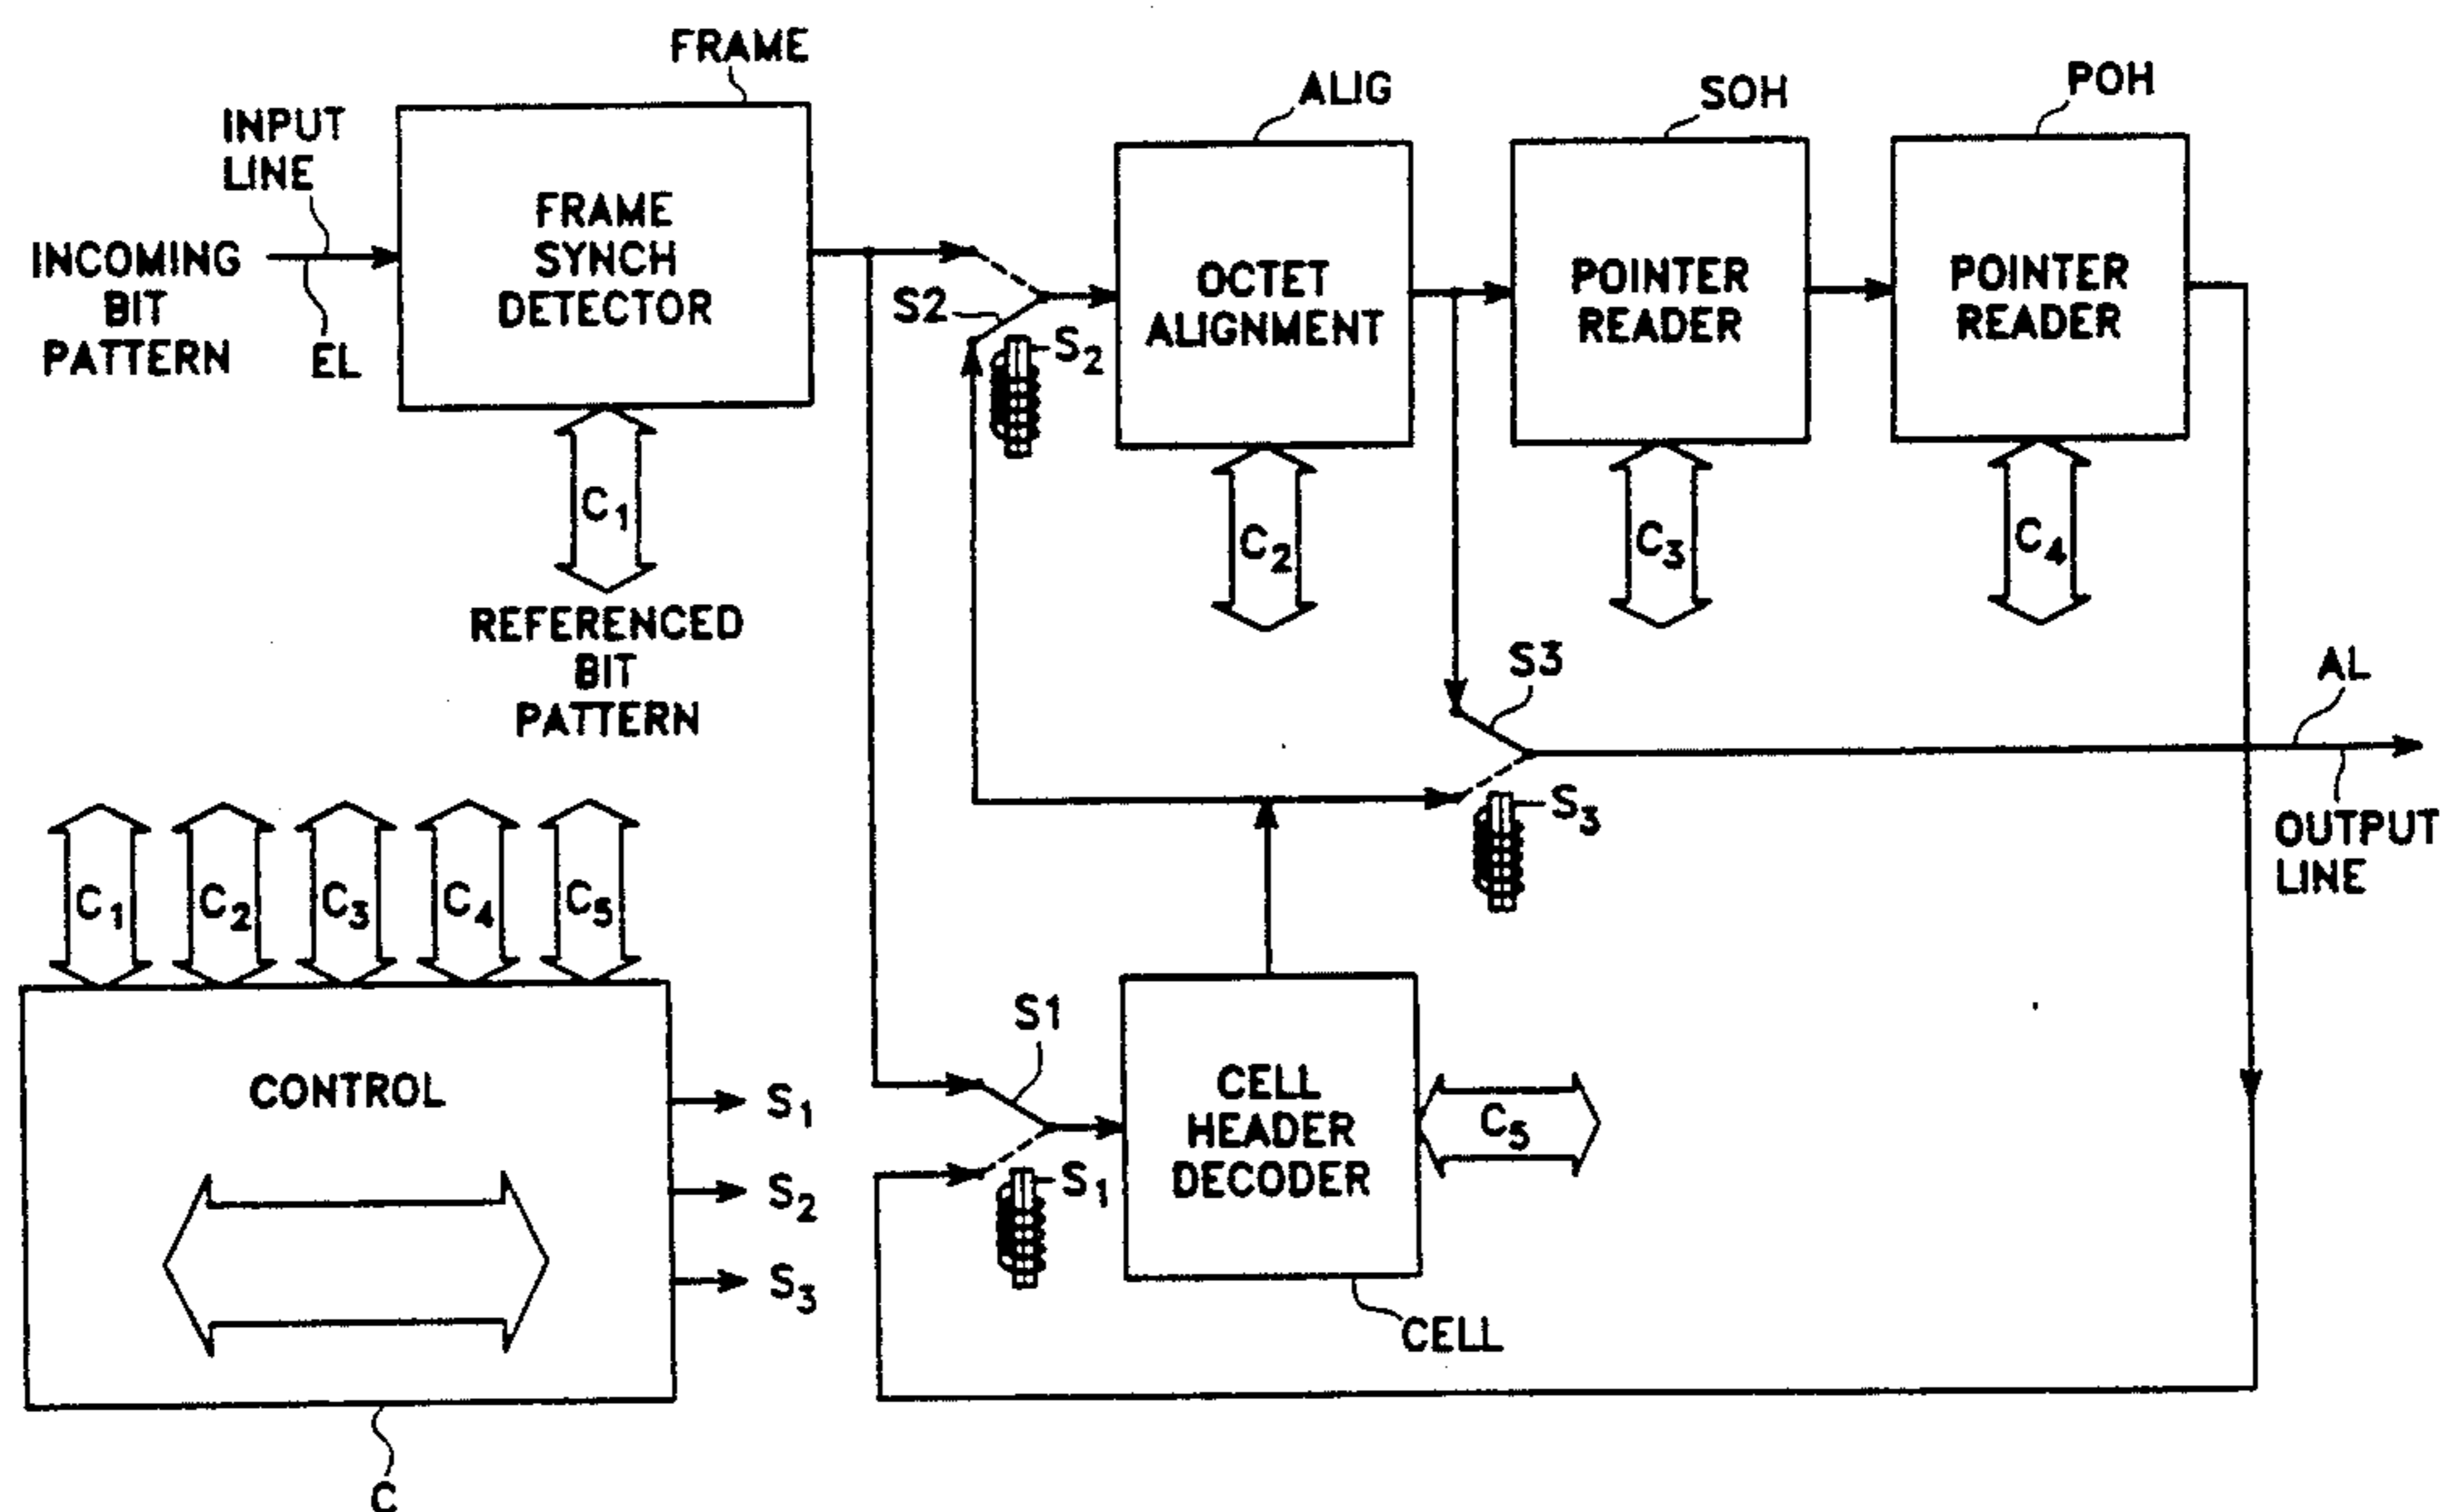 FRAME
INPUT
LINE
INCOMING
BIT
PATTERN
EL
FRAME
SYNCH
DETECTOR
C1
REFERENCED
BIT
PATTERN
S2
S2
ALIG
OCTET
ALIGNMENT
C2
SOH
POINTER
READER
C3
POH
POINTER
READER
C4
S3
S3
AL
OUTPUT
LINE
C1
C2
C3
C4
C5
CONTROL
S1
S2
S3
C
S1
S1
CELL
HEADER
DECODER
C5
CELL